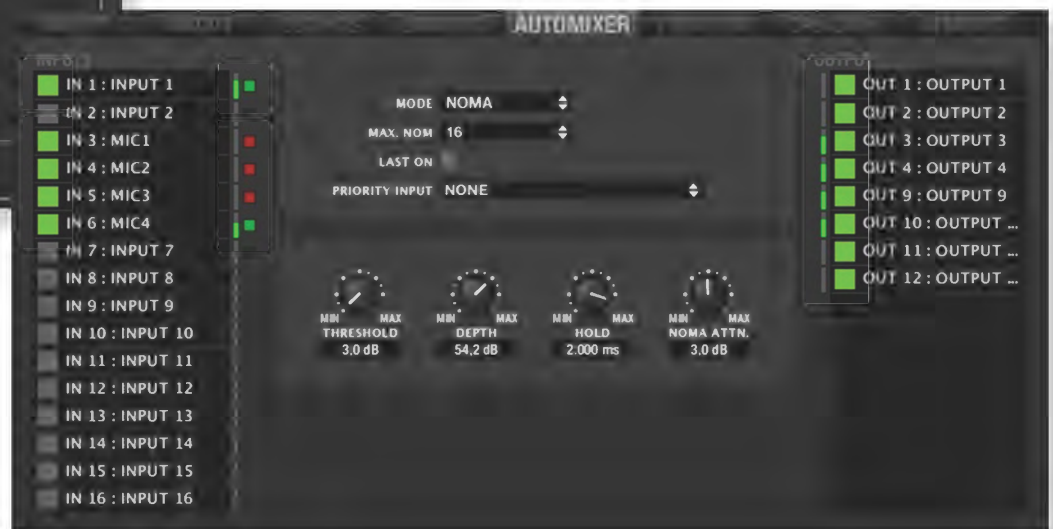 AUTOMIXER
INPUTS
IN 1 : INPUT 1
IN 2 : INPUT 2
IN 3 : MIC1
IN 4 : MIC2
IN 5 : MIC3
IN 6 : MIC4
IN 7 : INPUT 7
IN 8 : INPUT 8
IN 9 : INPUT 9
IN 10 : INPUT 10
IN 11 : INPUT 11
IN 12 : INPUT 12
IN 13 : INPUT 13
IN 14 : INPUT 14
IN 15 : INPUT 15
IN 16 : INPUT 16
MODE NOMA
MAX. NOM 16
LAST ON
PRIORITY INPUT NONE
MIN MAX MIN MAX MIN MAX MIN MAX
THRESHOLD DEPTH HOLD NOMA ATTN.
3,0 dB 54,2 dB 2.000 ms 3,0 dB
OUT 1 : OUTPUT 1
OUT 2 : OUTPUT 2
OUT 3 : OUTPUT 3
OUT 4 : OUTPUT 4
OUT 9 : OUTPUT 9
OUT 10 : OUTPUT ...
OUT 11 : OUTPUT ...
OUT 12 : OUTPUT ...